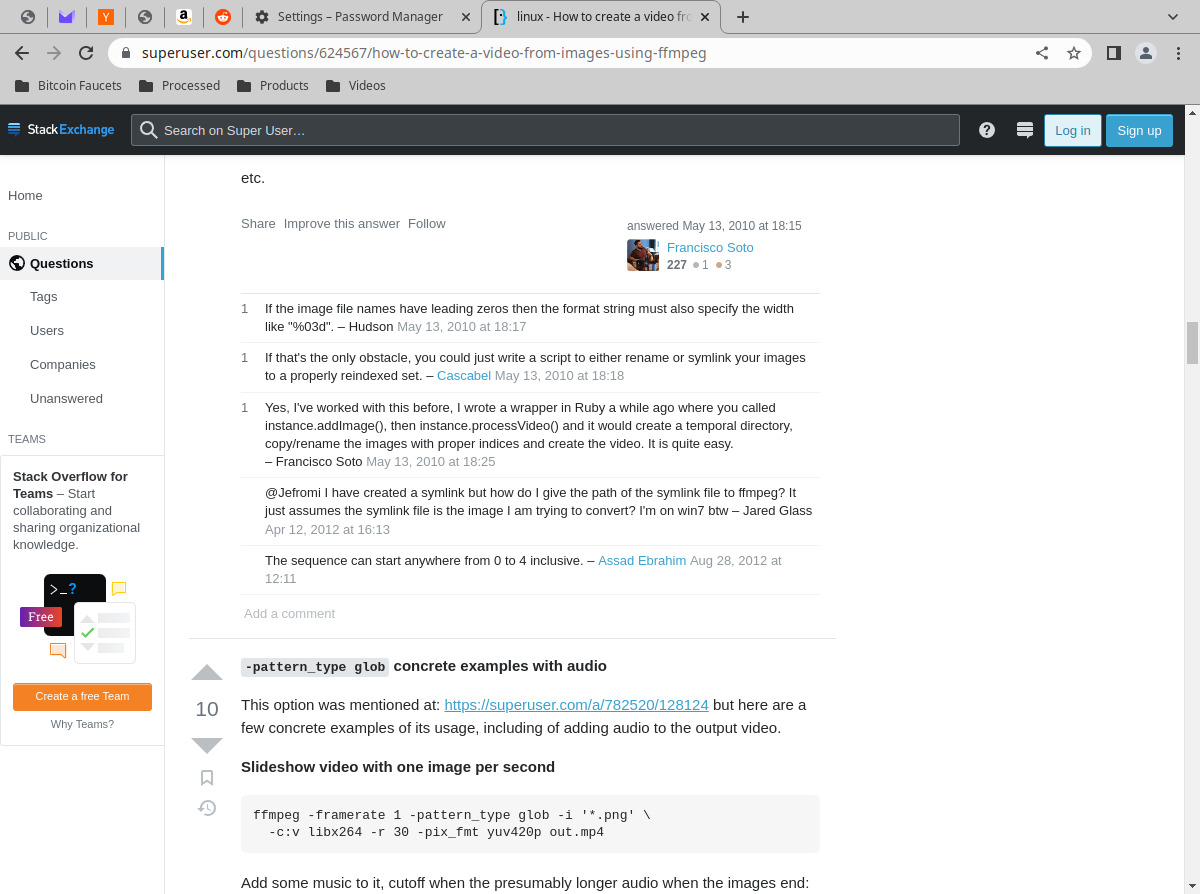 Settings – Password Manager
linux - How to create a video fro
superuser.com/questions/624567/how-to-create-a-video-from-images-using-ffmpeg
Bitcoin Faucets
Processed
Products
Videos
StackExchange
Search on Super User…
Log in
Sign up
Home
PUBLIC
Questions
Tags
Users
Companies
Unanswered
TEAMS
Stack Overflow for
Teams – Start
collaborating and
sharing organizational
knowledge.
>_?
Free
Create a free Team
Why Teams?
etc.
Share Improve this answer Follow
answered May 13, 2010 at 18:15
Francisco Soto
227 ●1 ●3
1 If the image file names have leading zeros then the format string must also specify the width
like "%03d". – Hudson May 13, 2010 at 18:17
1 If that's the only obstacle, you could just write a script to either rename or symlink your images
to a properly reindexed set. – Cascabel May 13, 2010 at 18:18
1 Yes, I've worked with this before, I wrote a wrapper in Ruby a while ago where you called
instance.addImage(), then instance.processVideo() and it would create a temporal directory,
copy/rename the images with proper indices and create the video. It is quite easy.
– Francisco Soto May 13, 2010 at 18:25
@Jefromi I have created a symlink but how do I give the path of the symlink file to ffmpeg? It
just assumes the symlink file is the image I am trying to convert? I'm on win7 btw – Jared Glass
Apr 12, 2012 at 16:13
The sequence can start anywhere from 0 to 4 inclusive. – Assad Ebrahim Aug 28, 2012 at
12:11
Add a comment
10
-pattern_type glob concrete examples with audio
This option was mentioned at: https://superuser.com/a/782520/128124 but here are a
few concrete examples of its usage, including of adding audio to the output video.
Slideshow video with one image per second
ffmpeg -framerate 1 -pattern_type glob -i '*.png' \
-c:v libx264 -r 30 -pix_fmt yuv420p out.mp4
Add some music to it, cutoff when the presumably longer audio when the images end: